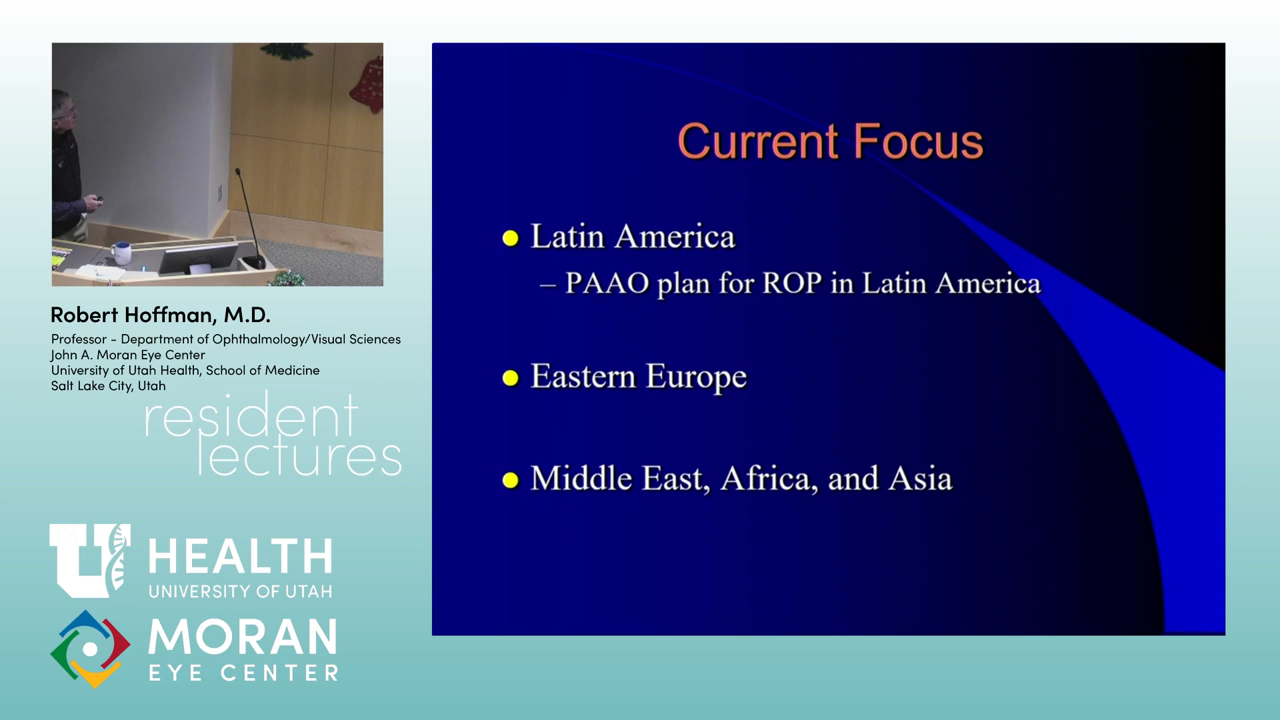 Current Focus
Latin America
– PAAO plan for ROP in Latin America
Eastern Europe
Middle East, Africa, and Asia
Robert Hoffman, M.D.
Professor - Department of Ophthalmology/Visual Sciences
John A. Moran Eye Center
University of Utah Health, School of Medicine
Salt Lake City, Utah
resident
lectures
U HEALTH
UNIVERSITY OF UTAH
MORAN
EYE CENTER